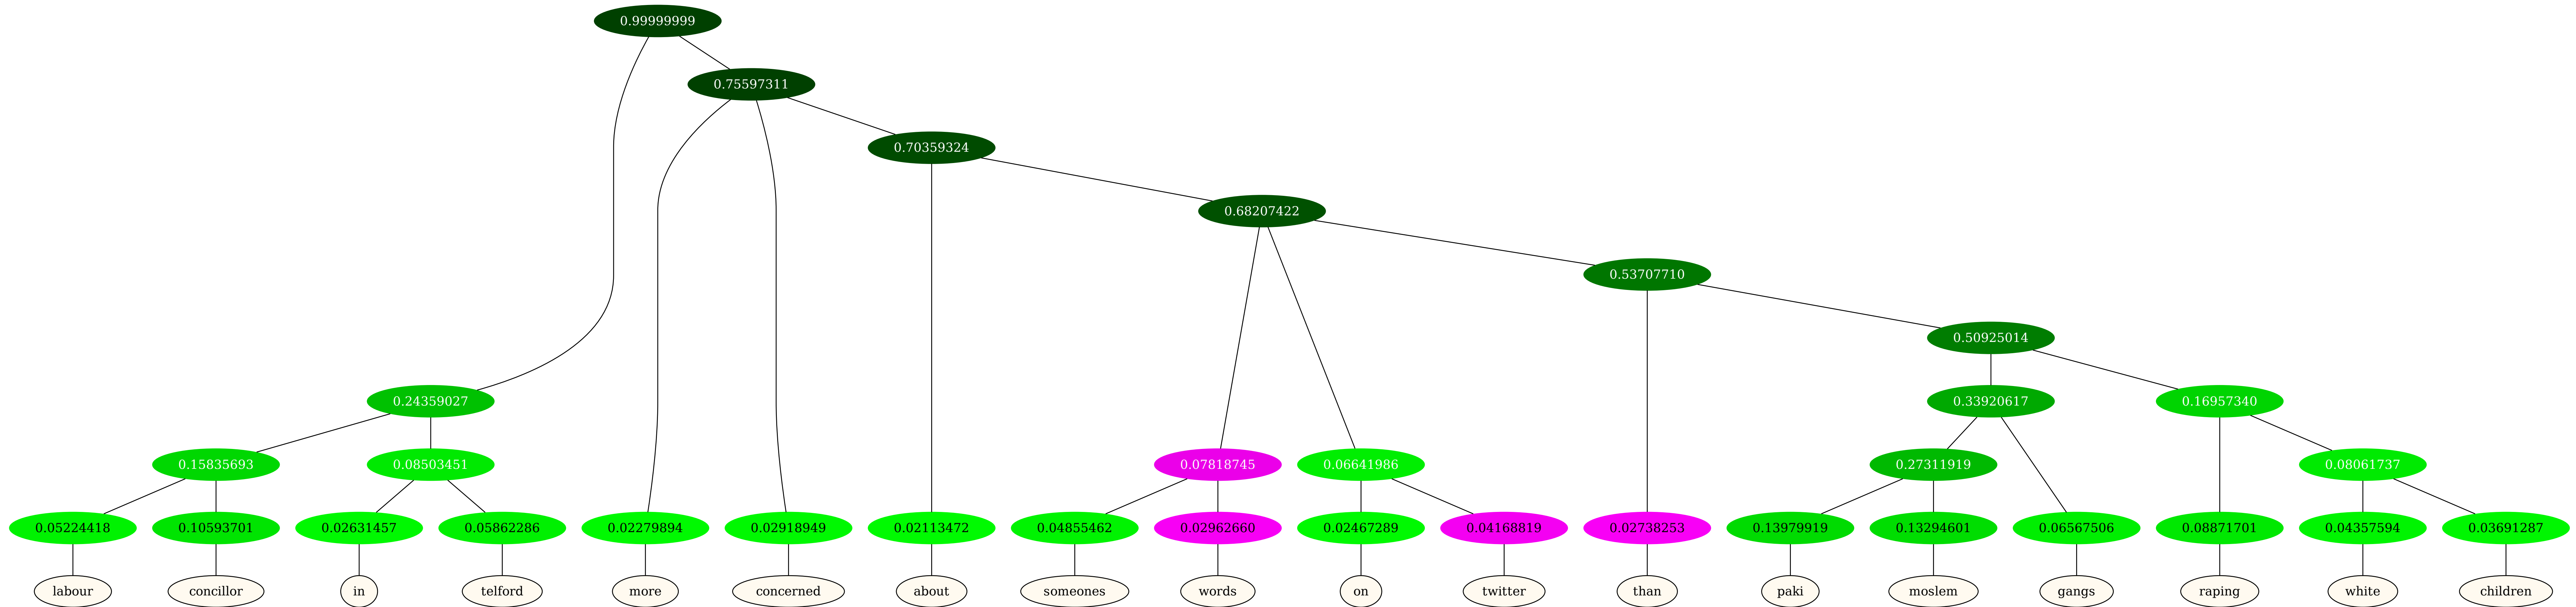 0.99999999
0.75597311
0.70359324
0.68207422
0.53707710
0.50925014
0.24359027 0.33920617 0.16957340
0.15835693 0.08503451 0.07818745 0.06641986 0.27311919 0.08061737
0.05224418 0.10593701 0.02631457 0.05862286 0.02279894 0.02918949 0.02113472 0.04855462 0.02962660 0.02467289 0.04168819 0.02738253 0.13979919 0.13294601 0.06567506 0.08871701 0.04357594 0.03691287
labour concillor in telford more concerned about someones words on twitter than paki moslem gangs raping white children